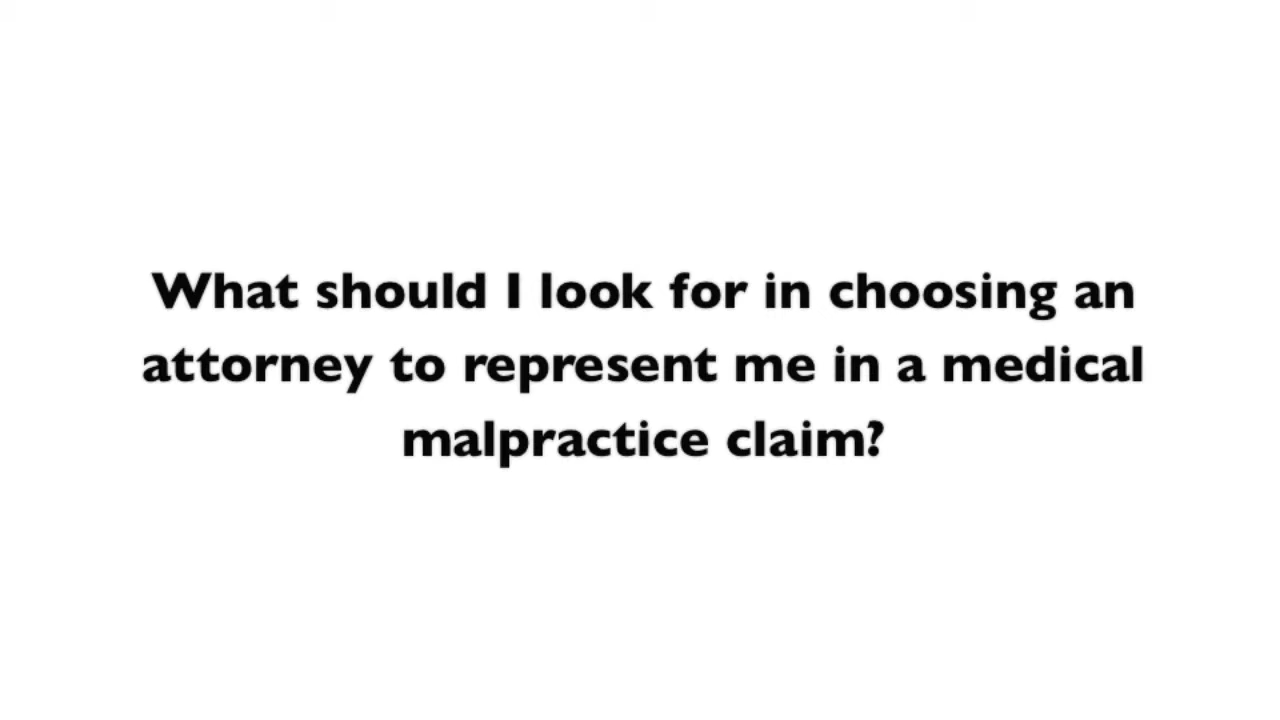 What should I look for in choosing an
attorney to represent me in a medical
malpractice claim?